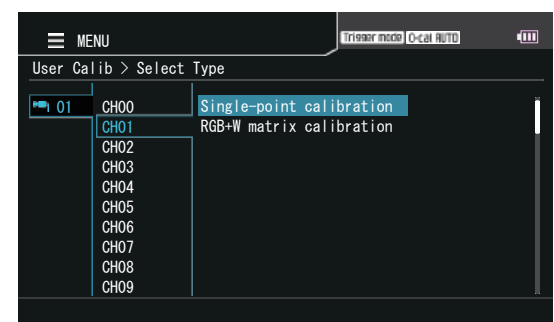 MENU
Trigger mode 0-cal AUTO
User Calib > Select Type
01
CH00
CH01
CH02
CH03
CH04
CH05
CH06
CH07
CH08
CH09
Single-point calibration
RGB+W matrix calibration